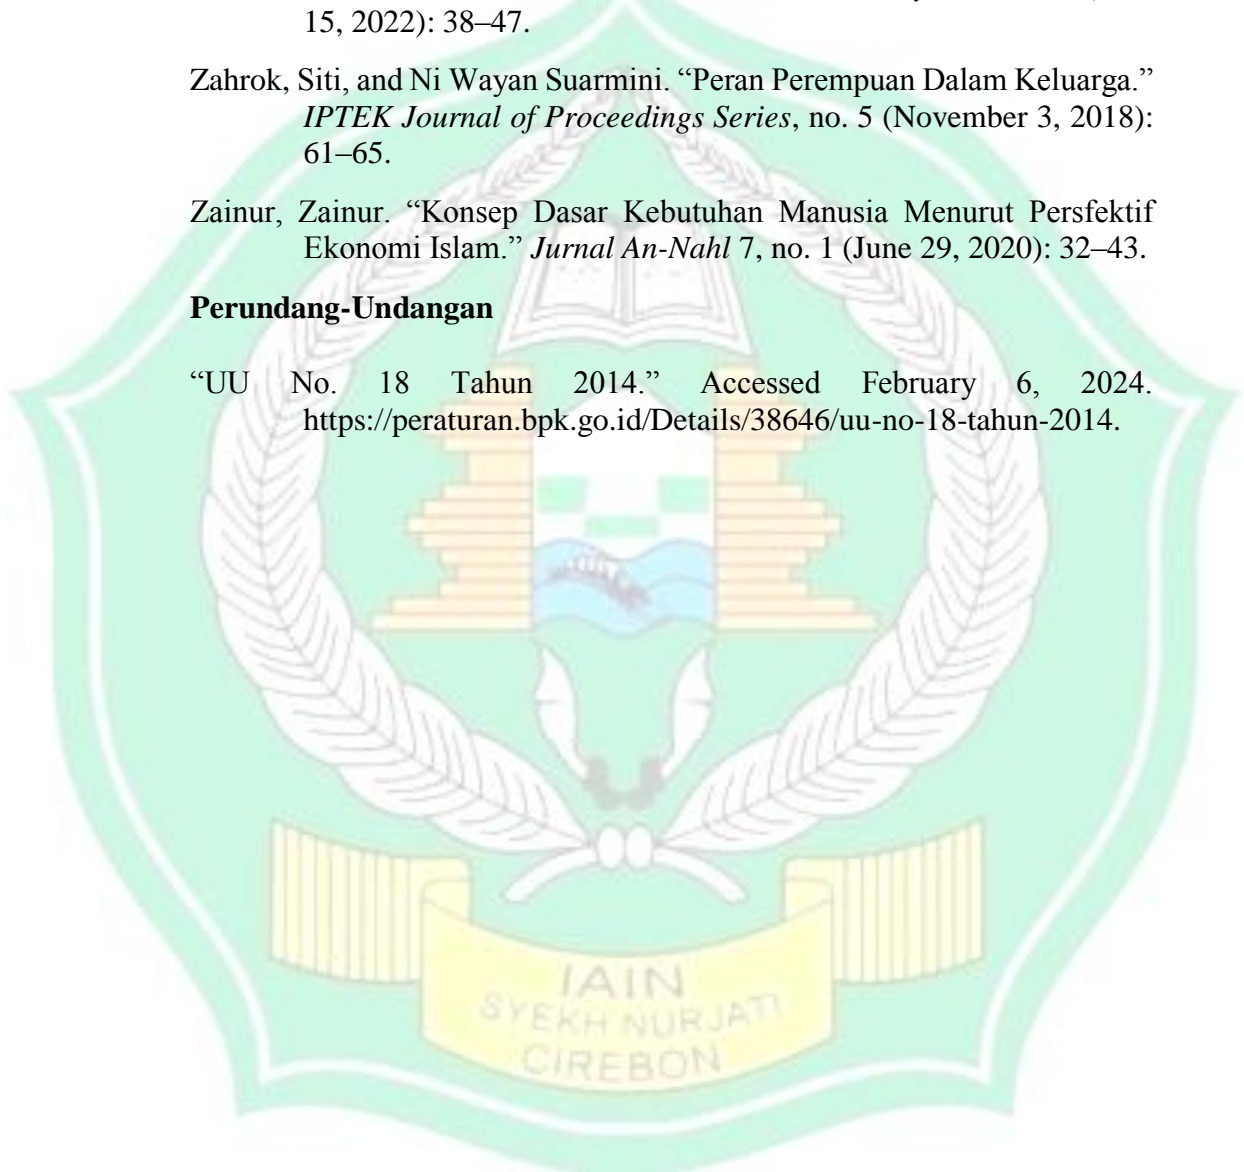 15, 2022): 38–47.
Zahrok, Siti, and Ni Wayan Suarmini. “Peran Perempuan Dalam Keluarga.”
IPTEK Journal of Proceedings Series, no. 5 (November 3, 2018):
61–65.
Zainur, Zainur. “Konsep Dasar Kebutuhan Manusia Menurut Persfektif
Ekonomi Islam.” Jurnal An-Nahl 7, no. 1 (June 29, 2020): 32–43.
Perundang-Undangan
“UU No. 18 Tahun 2014.” Accessed February 6, 2024.
https://peraturan.bpk.go.id/Details/38646/uu-no-18-tahun-2014.
IAIN
SYEKH NURJATI
CIREBON